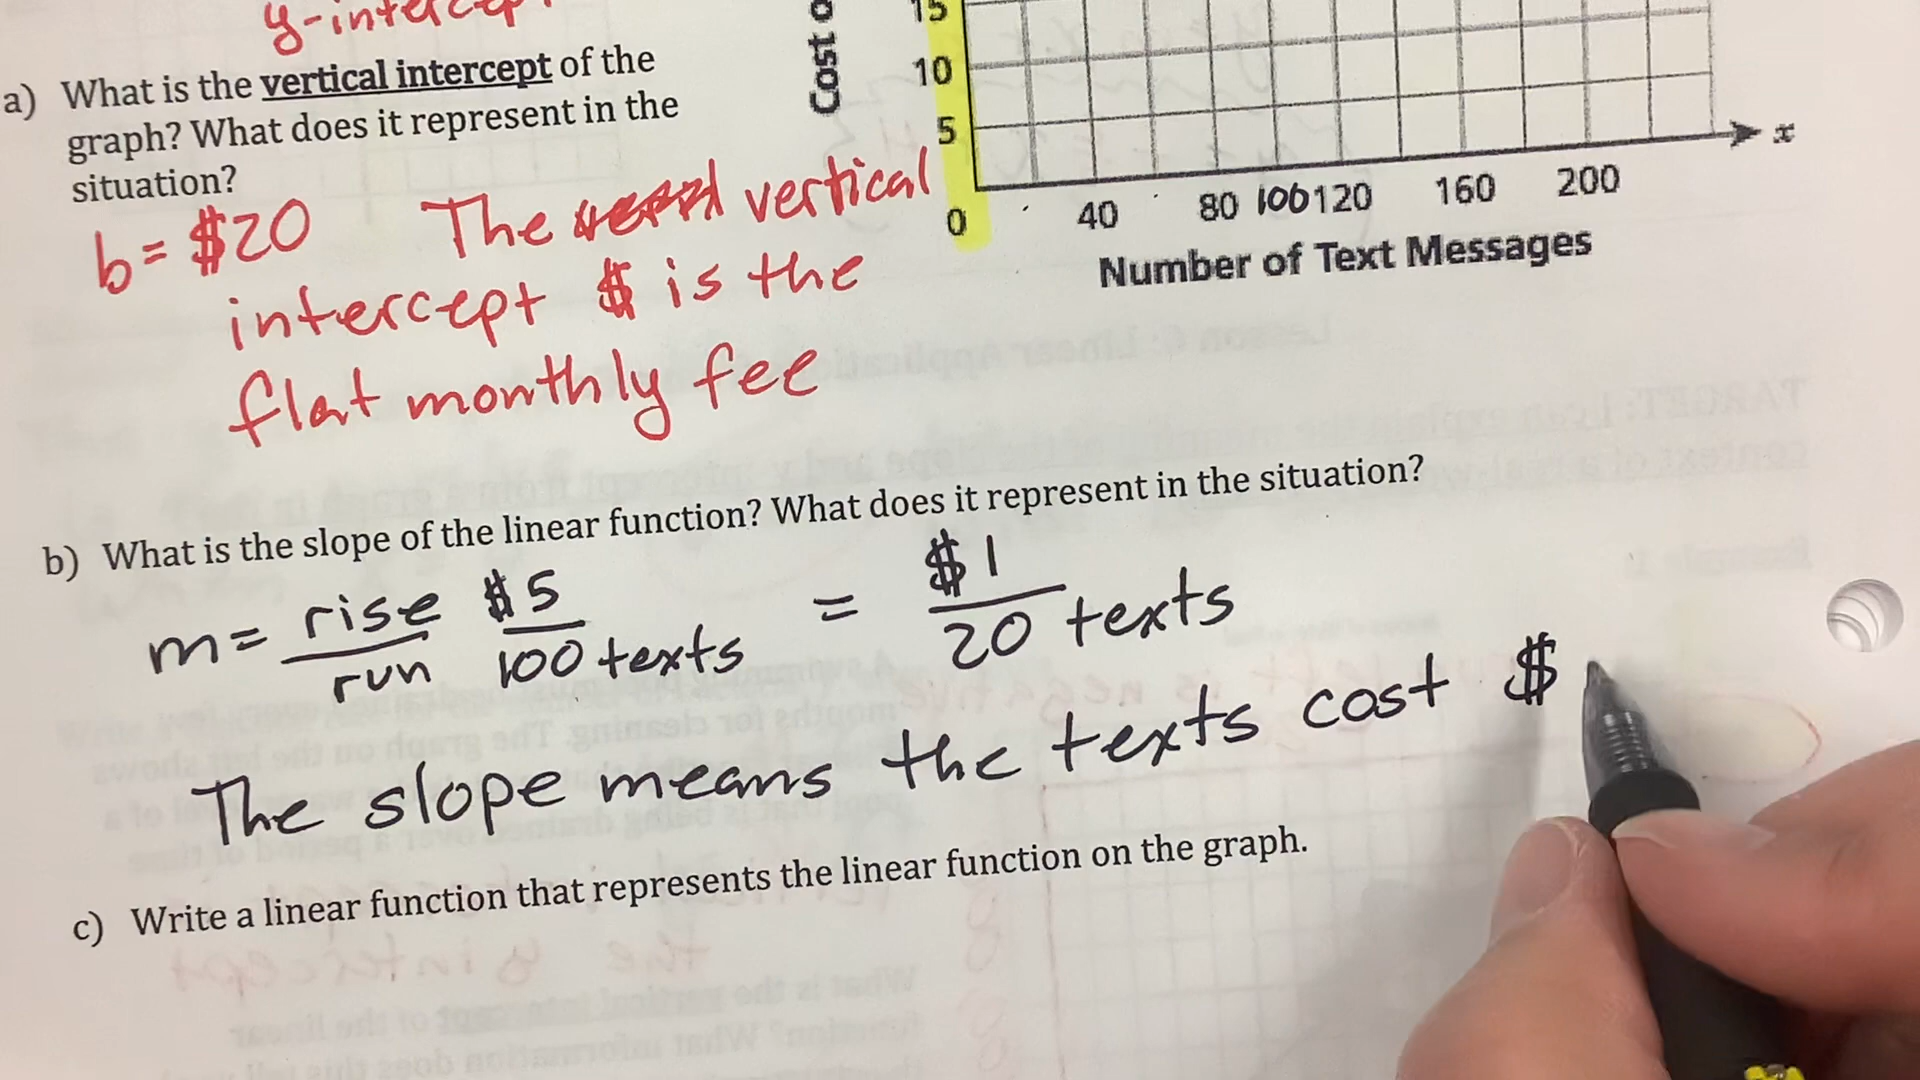 y-intercept
a) What is the vertical intercept of the
graph? What does it represent in the
situation?
b = $20 The vertical
intercept $ is the
flat monthly fee
Cost o
15
10
5
0 40 80 100 120 160 200
x
Number of Text Messages
b) What is the slope of the linear function? What does it represent in the situation?
m = rise $5 = $1
run 100 texts 20 texts
The slope means the texts cost $
c) Write a linear function that represents the linear function on the graph.